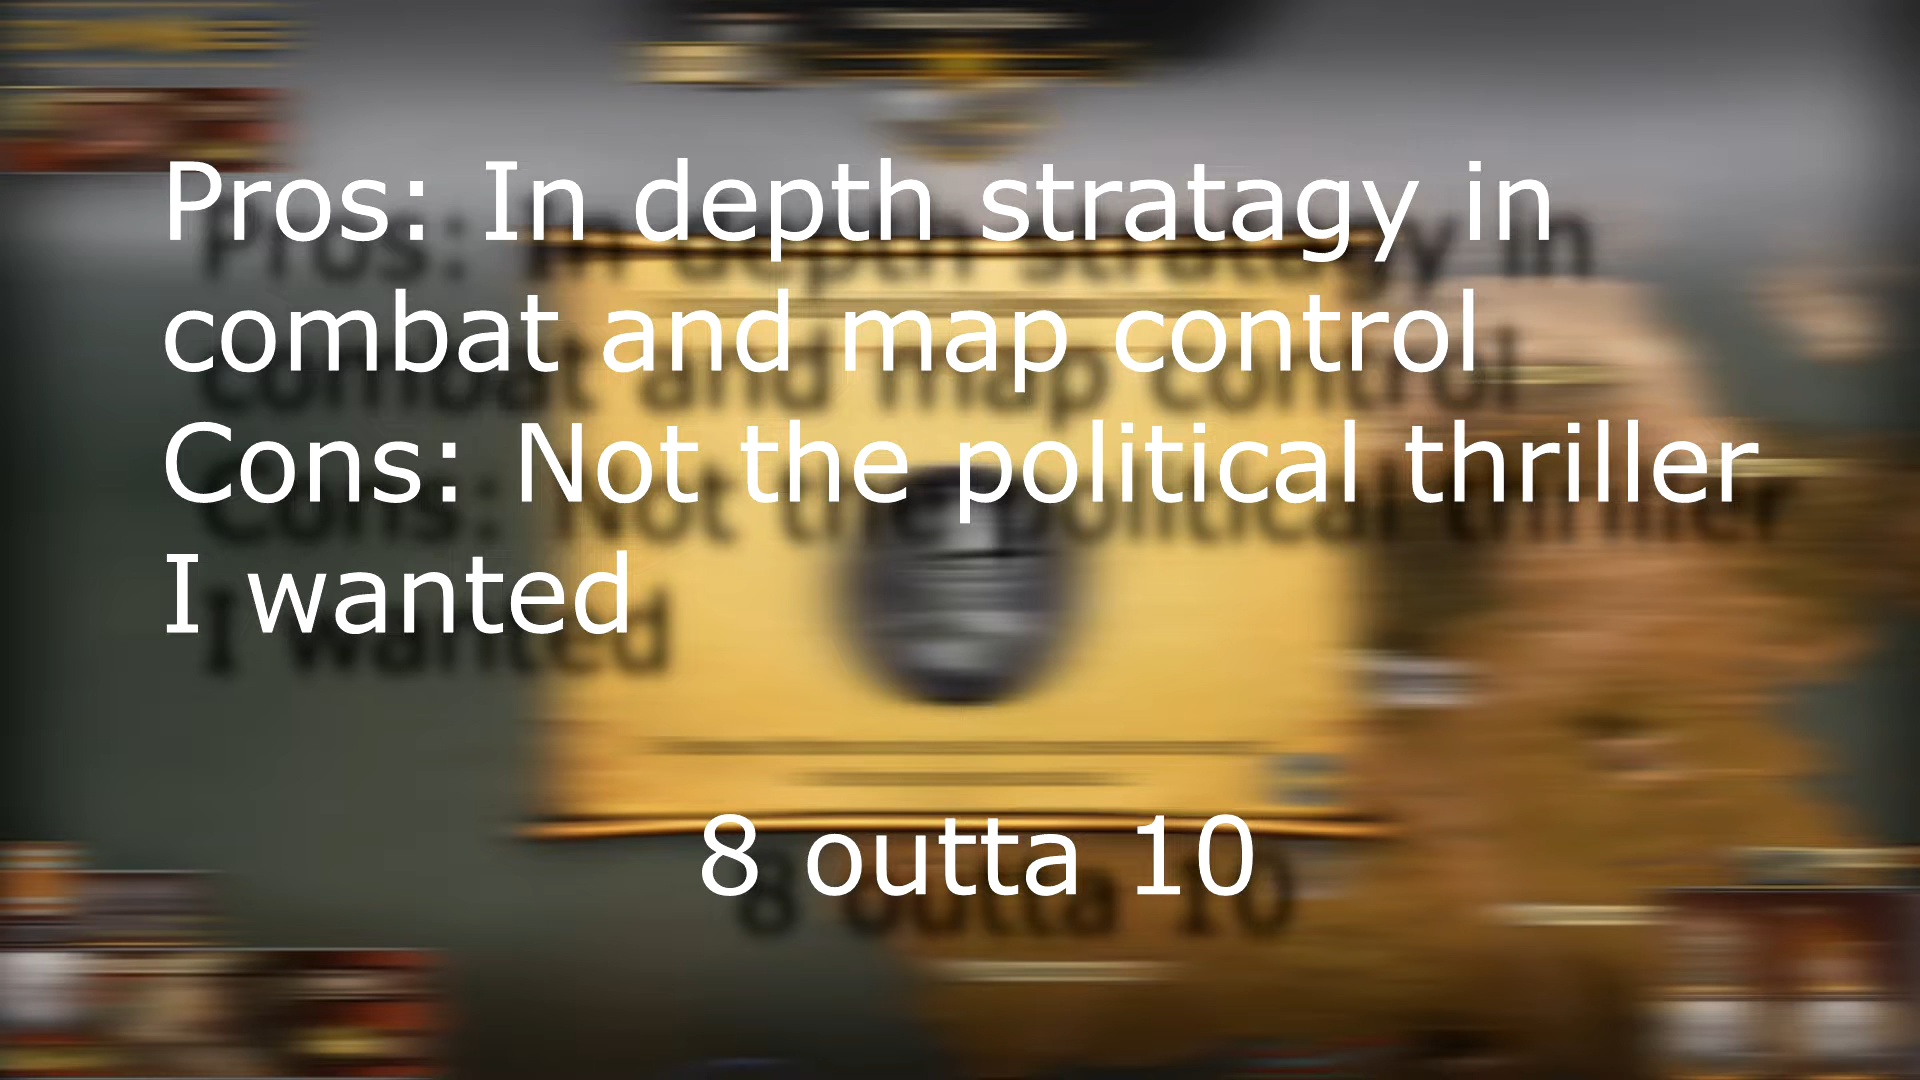 Pros: In depth stratagy in
combat and map control
Cons: Not the political thriller
I wanted
8 outta 10